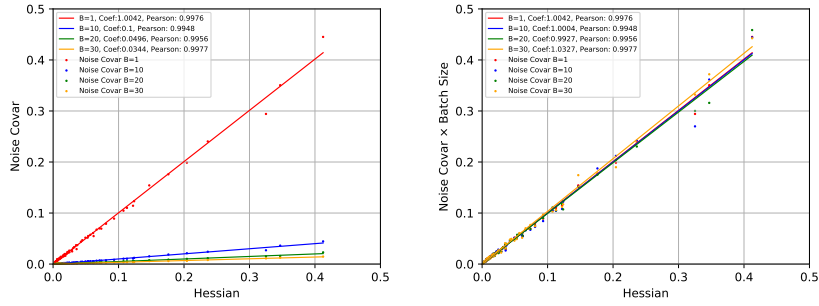 0.5
0.4
0.3
0.2
0.1
0.0
Noise Covar
B=1, Coef:1.0042, Pearson: 0.9976
B=10, Coef:0.1, Pearson: 0.9948
B=20, Coef:0.0496, Pearson: 0.9956
B=30, Coef:0.0344, Pearson: 0.9977
Noise Covar B=1
Noise Covar B=10
Noise Covar B=20
Noise Covar B=30
0.0 0.1 0.2 0.3 0.4 0.5
Hessian
0.5
0.4
0.3
0.2
0.1
0.0
Noise Covar × Batch Size
B=1, Coef:1.0042, Pearson: 0.9976
B=10, Coef:1.0004, Pearson: 0.9948
B=20, Coef:0.9927, Pearson: 0.9956
B=30, Coef:1.0327, Pearson: 0.9977
Noise Covar B=1
Noise Covar B=10
Noise Covar B=20
Noise Covar B=30
0.0 0.1 0.2 0.3 0.4 0.5
Hessian